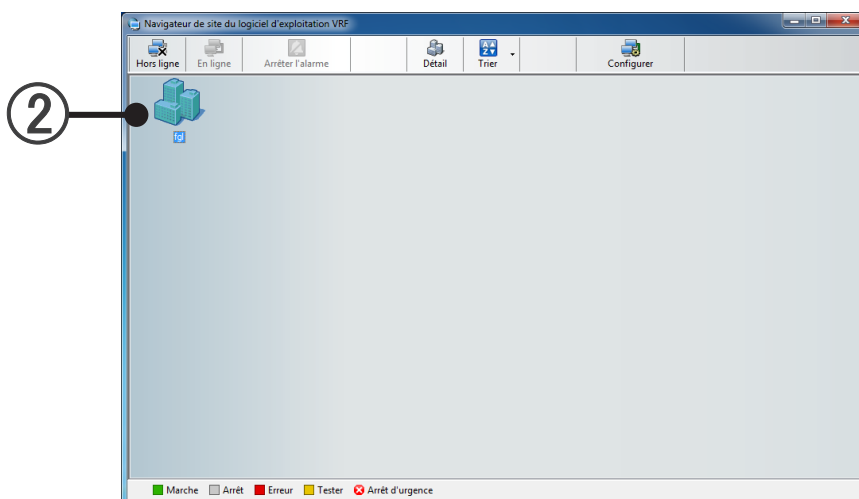 Navigateur de site du logiciel d'exploitation VRF
Hors ligne En ligne Arrêter l'alarme Détail Trier Configurer
②
fgl
Marche Arrêt Erreur Tester Arrêt d'urgence